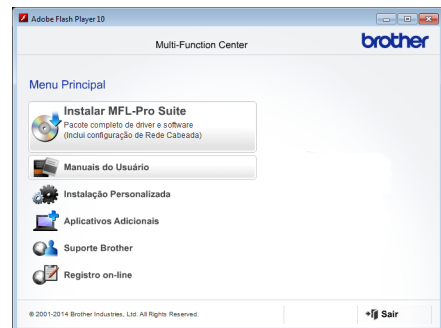 Adobe Flash Player 10
Multi-Function Center
brother
Menu Principal
Instalar MFL-Pro Suite
Pacote completo de driver e software
(Inclui configuração de Rede Cabeada)
Manuais do Usuário
Instalação Personalizada
Aplicativos Adicionais
Suporte Brother
Registro on-line
© 2001-2014 Brother Industries, Ltd. All Rights Reserved.
Sair